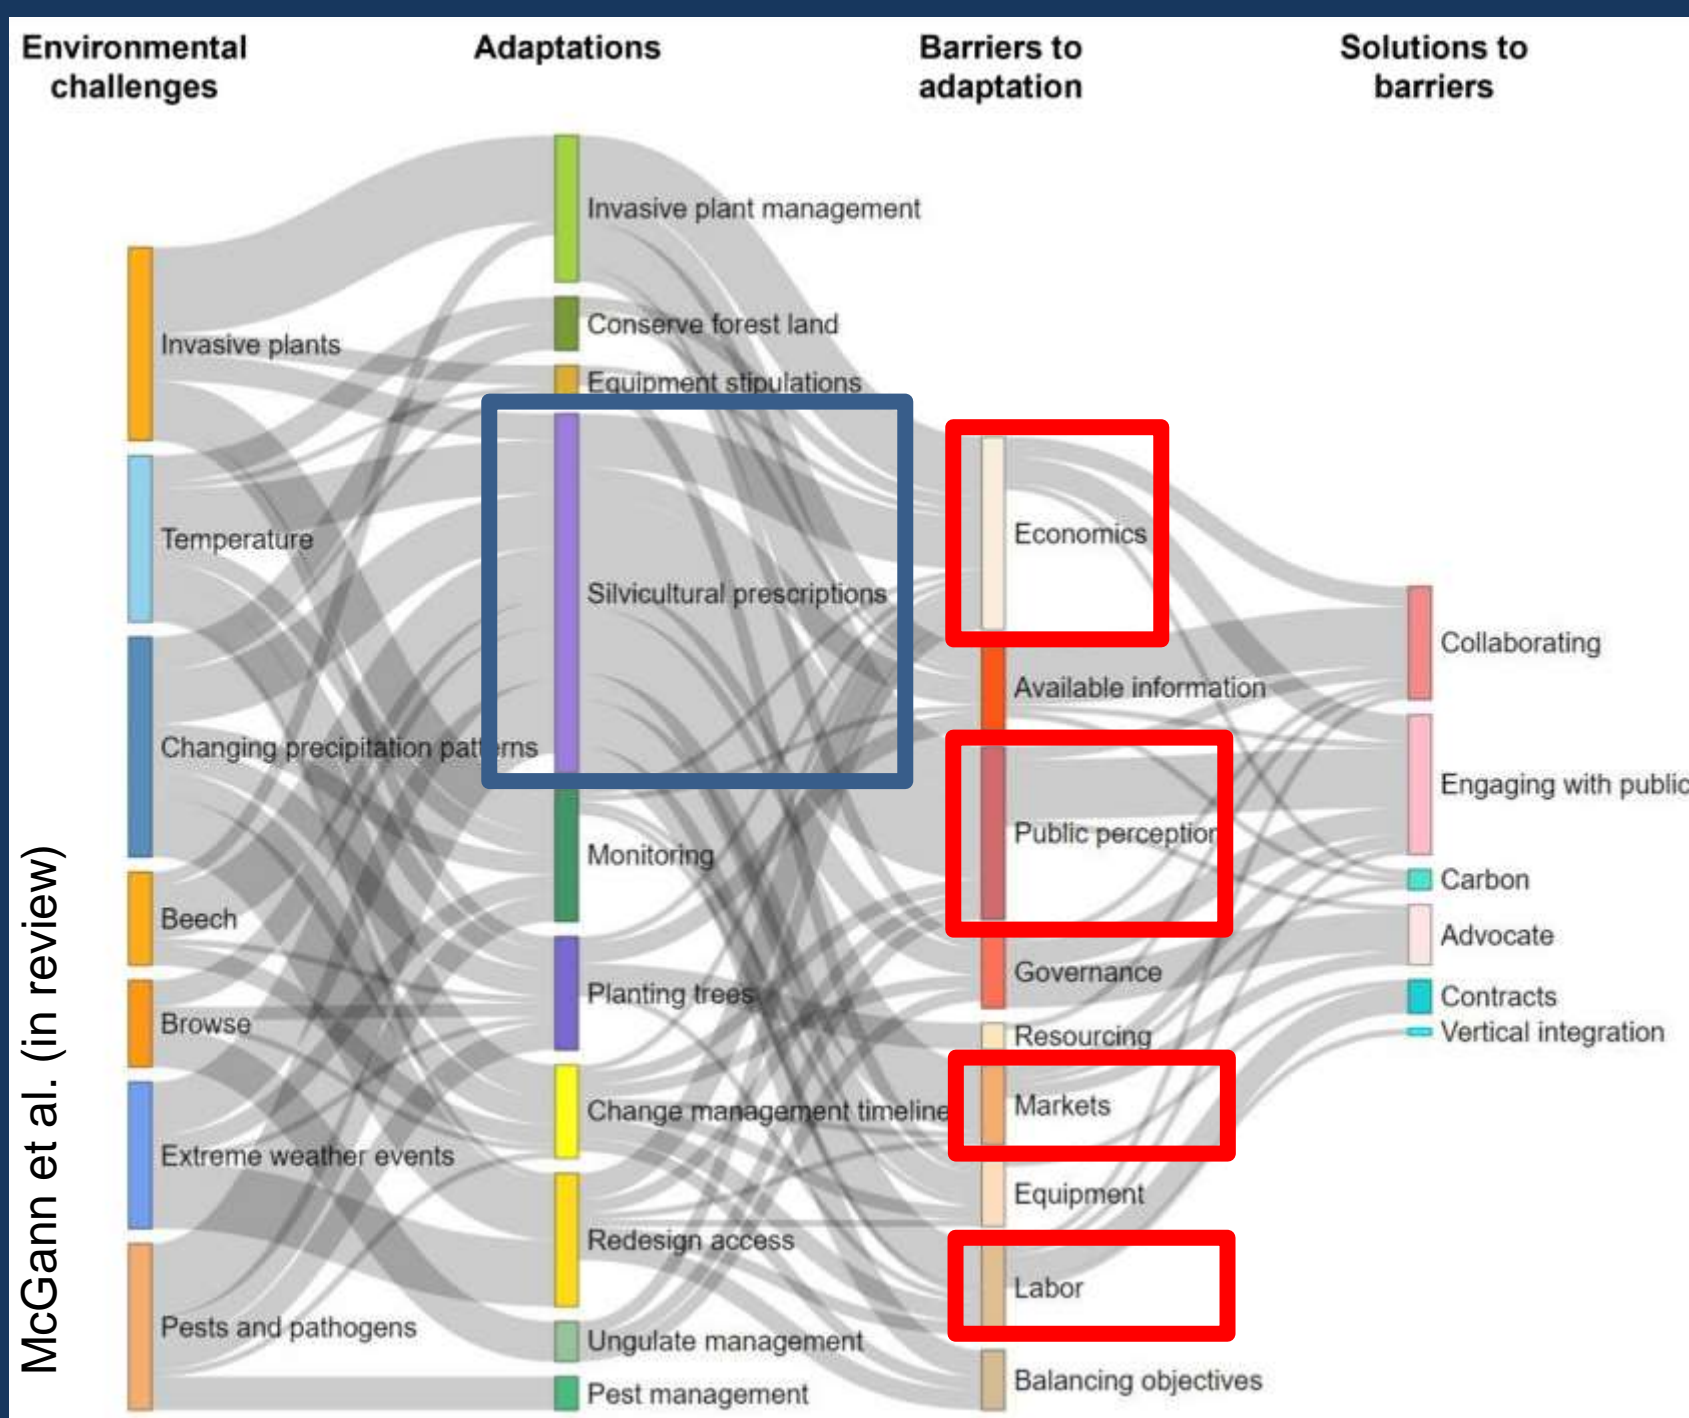 Environmental
challenges
Adaptations
Barriers to
adaptation
Solutions to
barriers
Invasive plants
Temperature
Changing precipitation patterns
Beech
Browse
Extreme weather events
Pests and pathogens
Invasive plant management
Conserve forest land
Equipment stipulations
Silvicultural prescriptions
Monitoring
Planting trees
Change management timeline
Redesign access
Ungulate management
Pest management
Economics
Available information
Public perception
Governance
Resourcing
Markets
Equipment
Labor
Balancing objectives
Collaborating
Engaging with public
Carbon
Advocate
Contracts
Vertical integration
McGann et al. (in review)